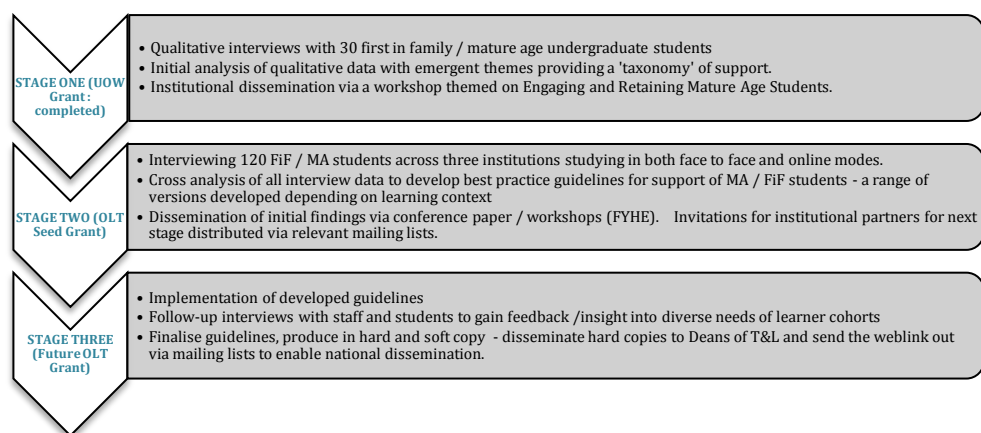 STAGE ONE (UOW
Grant :
completed)
• Qualitative interviews with 30 first in family / mature age undergraduate students
• Initial analysis of qualitative data with emergent themes providing a 'taxonomy' of support.
• Institutional dissemination via a workshop themed on Engaging and Retaining Mature Age Students.
STAGE TWO (OLT
Seed Grant)
• Interviewing 120 FiF / MA students across three institutions studying in both face to face and online modes.
• Cross analysis of all interview data to develop best practice guidelines for support of MA / FiF students - a range of
versions developed depending on learning context
• Dissemination of initial findings via conference paper / workshops (FYHE). Invitations for institutional partners for next
stage distributed via relevant mailing lists.
STAGE THREE
(Future OLT
Grant)
• Implementation of developed guidelines
• Follow-up interviews with staff and students to gain feedback /insight into diverse needs of learner cohorts
• Finalise guidelines, produce in hard and soft copy - disseminate hard copies to Deans of T&L and send the weblink out
via mailing lists to enable national dissemination.